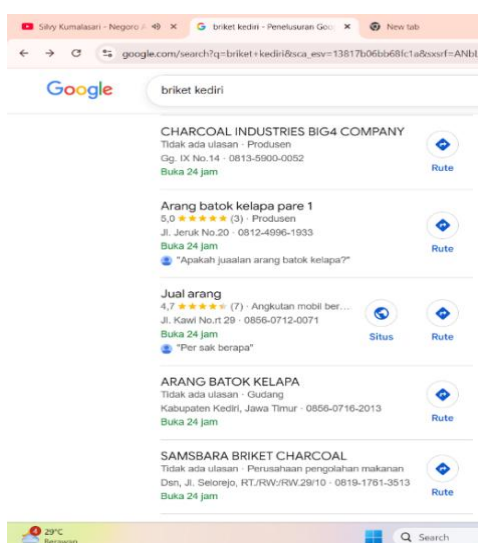 Silvy Kumalasari - Negoro
briket kediri - Penelusuran Goo
New tab
google.com/search?q=briket+kediri&sca_esv=13817b06bb68fc1a&sxsrf=ANbL
Google
briket kediri
CHARCOAL INDUSTRIES BIG4 COMPANY
Tidak ada ulasan · Produsen
Gg. IX No.14 · 0813-5900-0052
Buka 24 jam
Rute
Arang batok kelapa pare 1
5,0 ★★★★★ (3) · Produsen
Jl. Jeruk No.20 · 0812-4996-1933
Buka 24 jam
"Apakah juaalan arang batok kelapa?"
Rute
Jual arang
4,7 ★★★★★ (7) · Angkutan mobil ber...
Jl. Kawi No.rt 29 · 0856-0712-0071
Buka 24 jam
"Per sak berapa"
Situs
Rute
ARANG BATOK KELAPA
Tidak ada ulasan · Gudang
Kabupaten Kediri, Jawa Timur · 0856-0716-2013
Buka 24 jam
Rute
SAMSBARA BRIKET CHARCOAL
Tidak ada ulasan · Perusahaan pengolahan makanan
Dsn, Jl. Selorejo, RT./RW:/RW.29/10 · 0819-1761-3513
Buka 24 jam
Rute
4
29°C
Berawan
Search